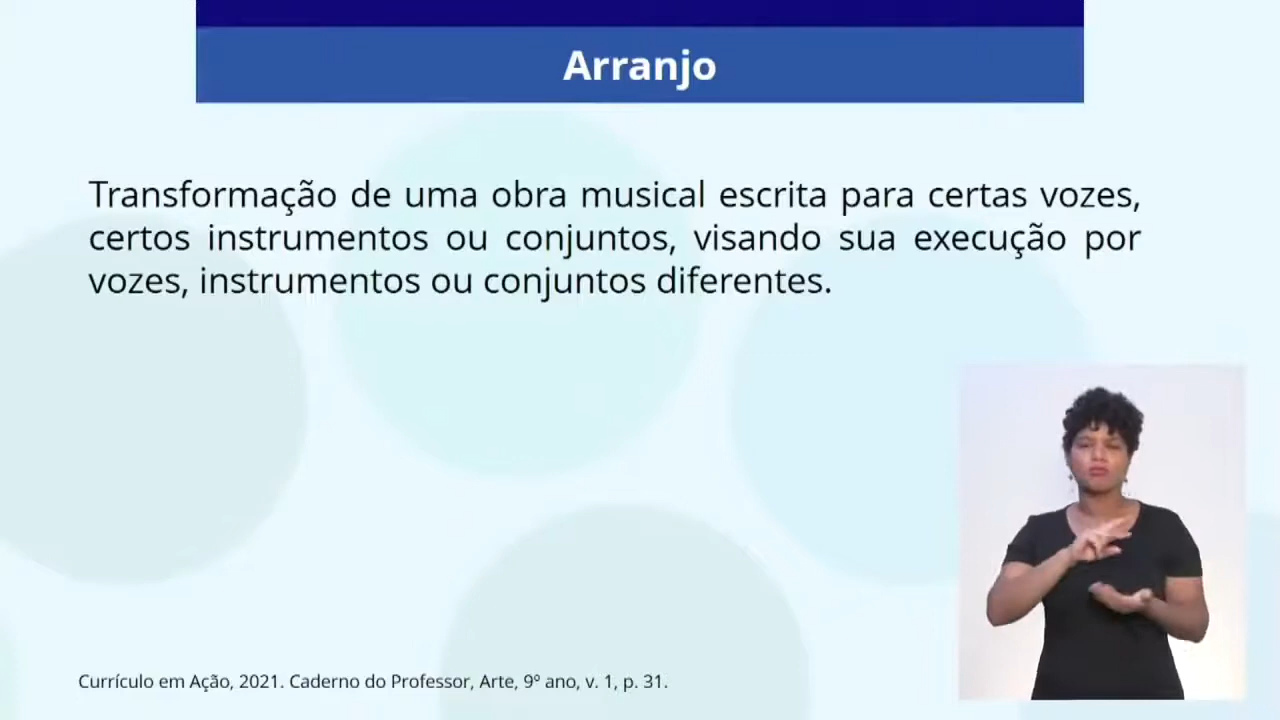 Arranjo
Transformação de uma obra musical escrita para certas vozes,
certos instrumentos ou conjuntos, visando sua execução por
vozes, instrumentos ou conjuntos diferentes.
Currículo em Ação, 2021. Caderno do Professor, Arte, 9º ano, v. 1, p. 31.